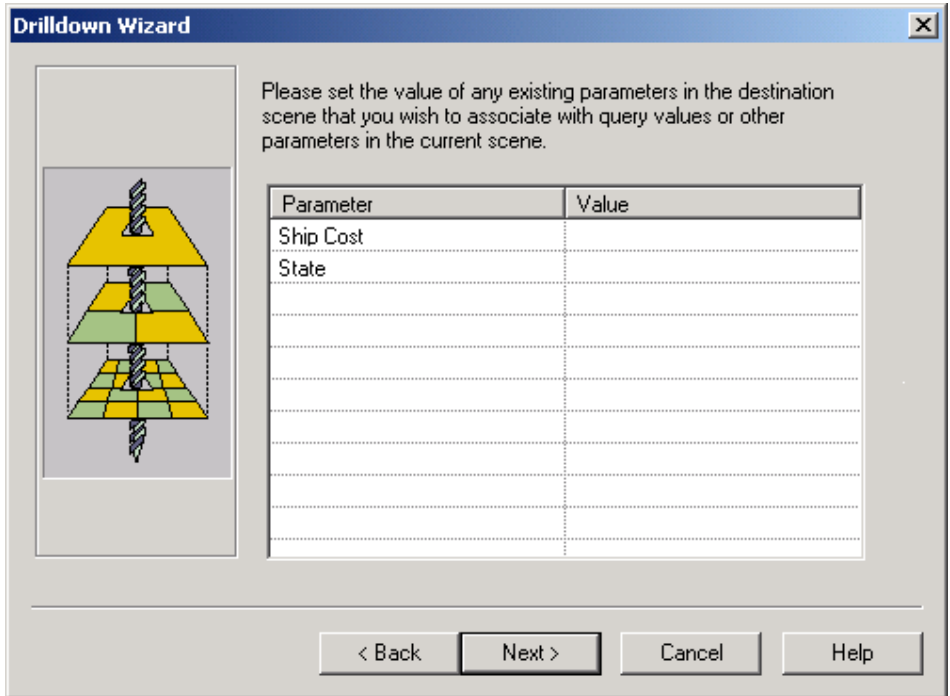 Drilldown Wizard
Please set the value of any existing parameters in the destination
scene that you wish to associate with query values or other
parameters in the current scene.
Parameter Value
Ship Cost
State
< Back Next > Cancel Help